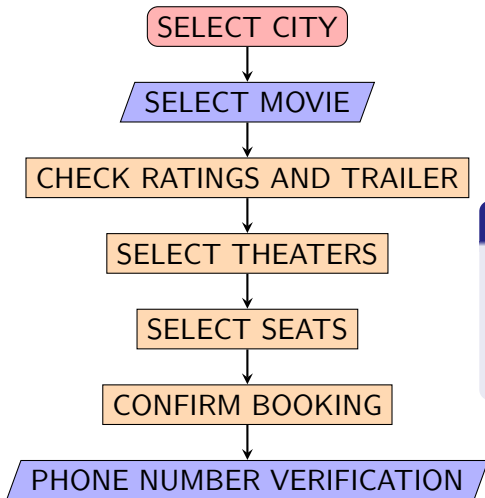 SELECT CITY
SELECT MOVIE
CHECK RATINGS AND TRAILER
SELECT THEATERS
SELECT SEATS
CONFIRM BOOKING
PHONE NUMBER VERIFICATION